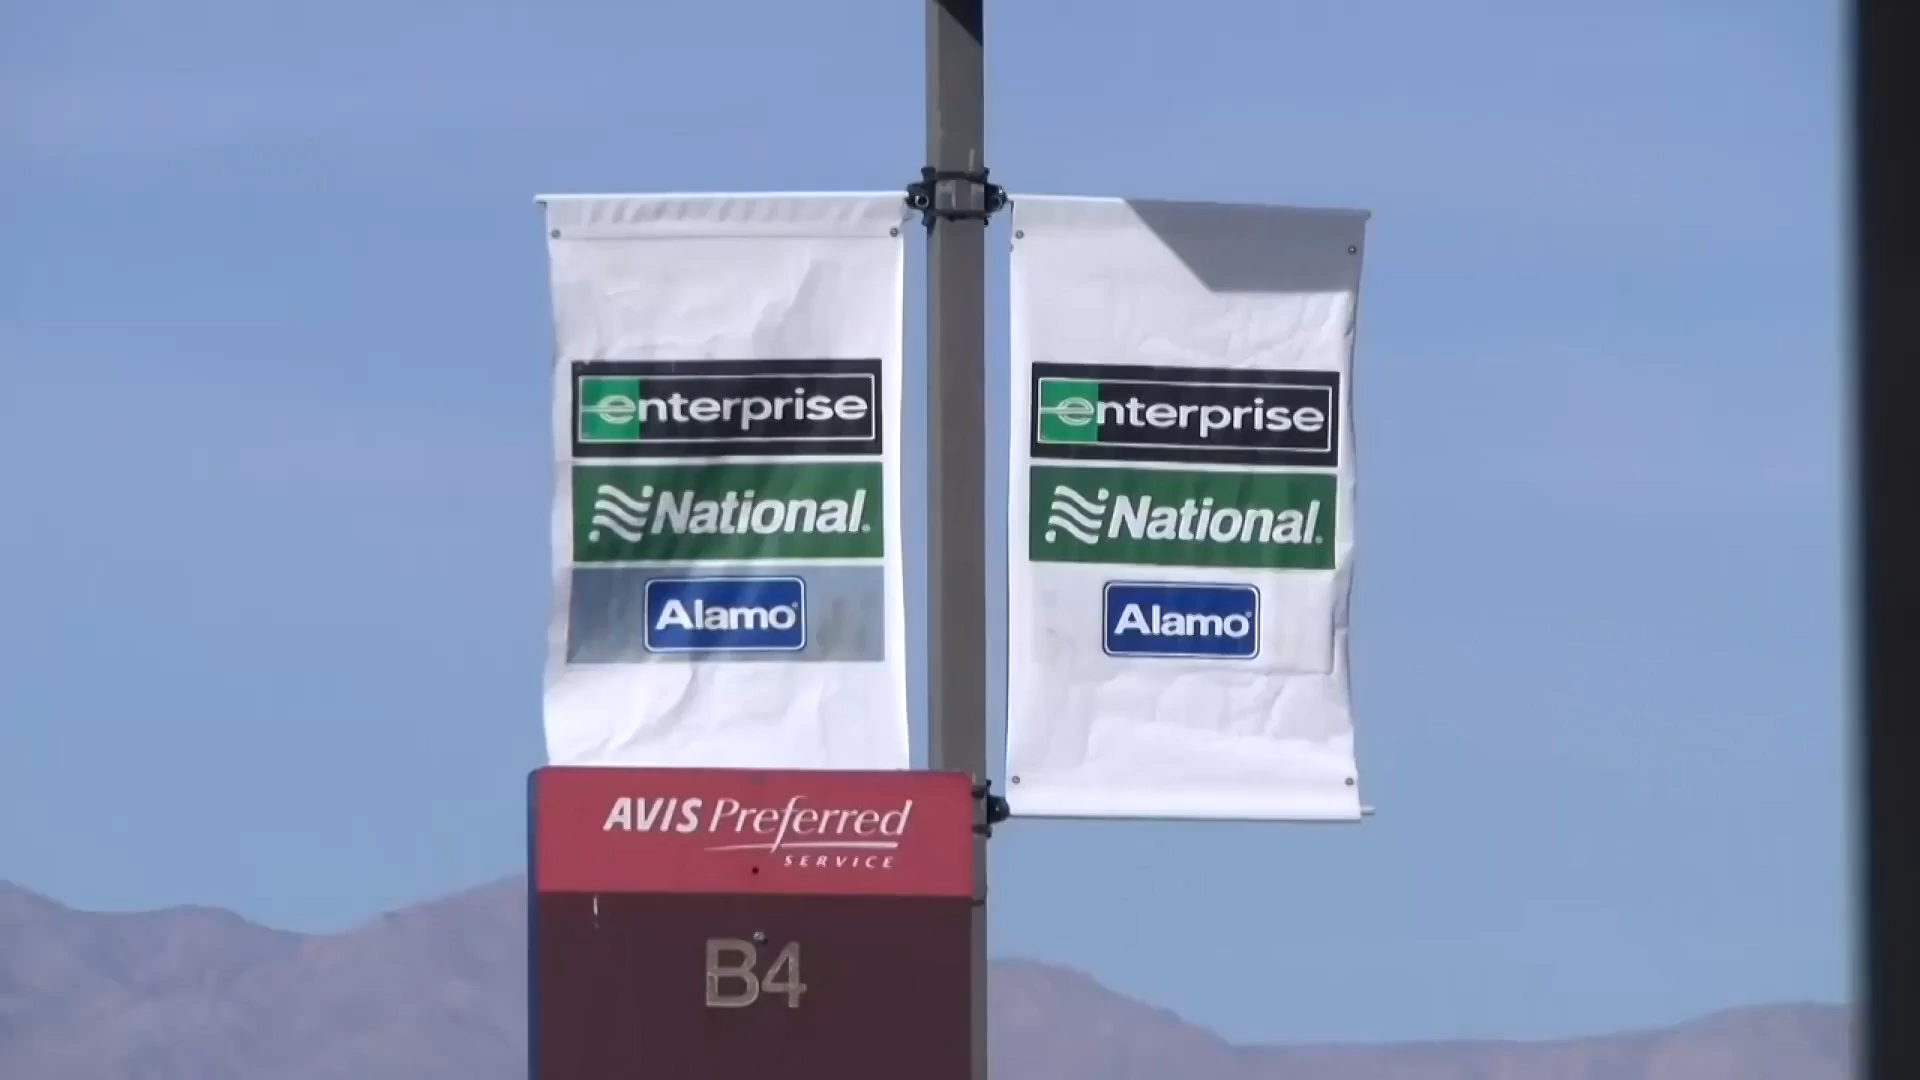 enterprise
National.
Alamo
enterprise
National.
Alamo
AVIS Preferred
SERVICE
B4